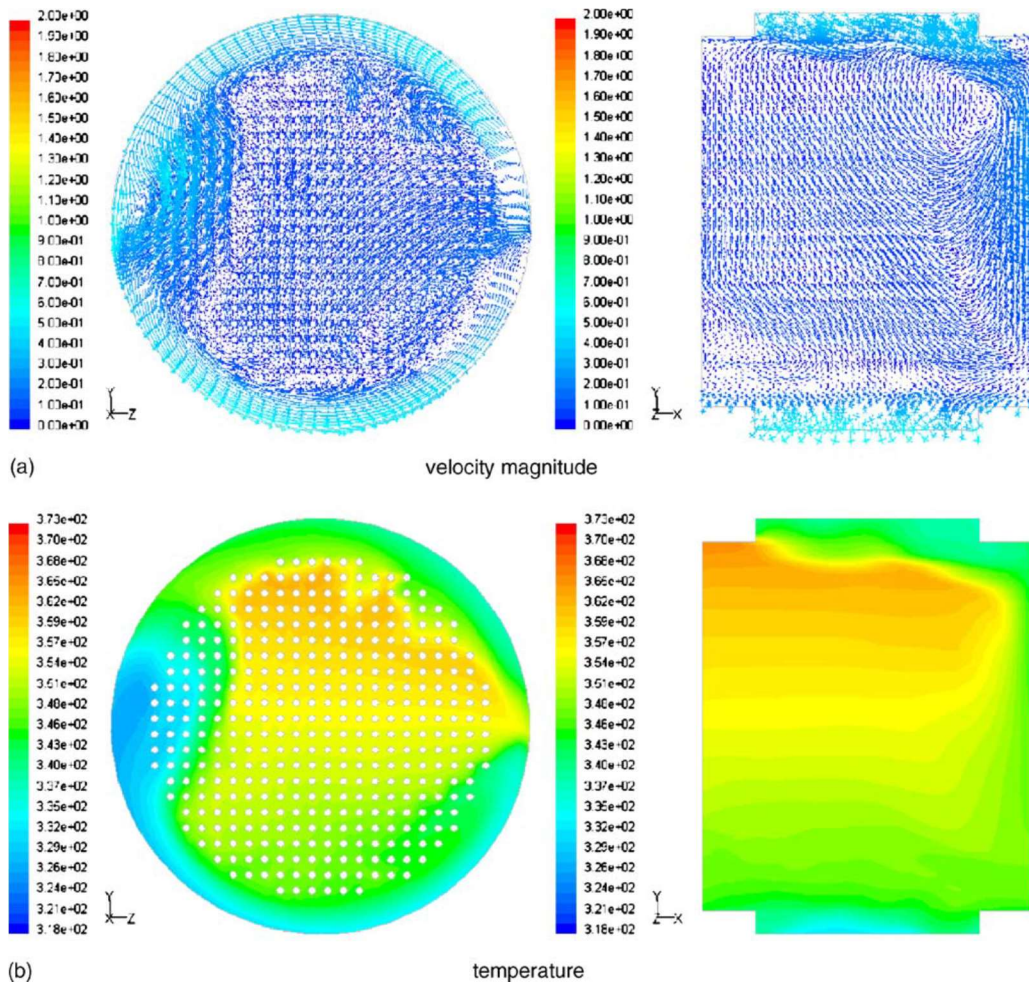 2.00e+00
1.90e+00
1.80e+00
1.70e+00
1.60e+00
1.50e+00
1.40e+00
1.30e+00
1.20e+00
1.10e+00
1.00e+00
9.00e-01
8.00e-01
7.00e-01
6.00e-01
5.00e-01
4.00e-01
3.00e-01
2.00e-01
1.00e-01
0.00e+00
Y
X Z
2.00e+00
1.90e+00
1.80e+00
1.70e+00
1.60e+00
1.50e+00
1.40e+00
1.30e+00
1.20e+00
1.10e+00
1.00e+00
9.00e-01
8.00e-01
7.00e-01
6.00e-01
5.00e-01
4.00e-01
3.00e-01
2.00e-01
1.00e-01
0.00e+00
Y
Z X
(a) velocity magnitude
3.73e+02
3.68e+02
3.65e+02
3.62e+02
3.59e+02
3.57e+02
3.54e+02
3.51e+02
3.48e+02
3.46e+02
3.43e+02
3.40e+02
3.37e+02
3.35e+02
3.32e+02
3.29e+02
3.26e+02
3.24e+02
3.21e+02
3.18e+02
Y
X Z
3.73e+02
3.68e+02
3.65e+02
3.62e+02
3.59e+02
3.57e+02
3.54e+02
3.51e+02
3.48e+02
3.46e+02
3.43e+02
3.40e+02
3.37e+02
3.35e+02
3.32e+02
3.29e+02
3.26e+02
3.24e+02
3.21e+02
3.18e+02
Y
Z X
(b) temperature